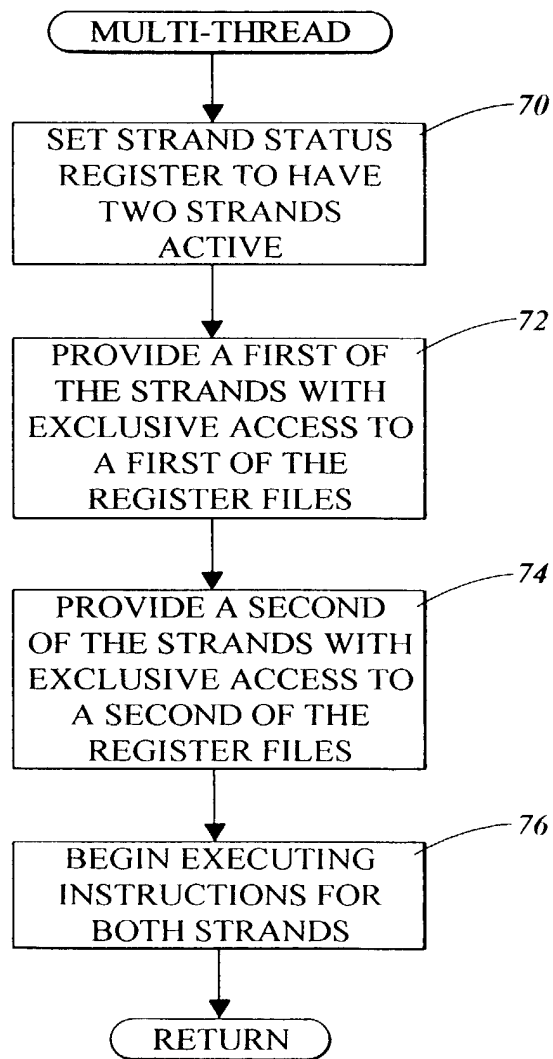 MULTI-THREAD
70
SET STRAND STATUS
REGISTER TO HAVE
TWO STRANDS
ACTIVE
72
PROVIDE A FIRST OF
THE STRANDS WITH
EXCLUSIVE ACCESS TO
A FIRST OF THE
REGISTER FILES
74
PROVIDE A SECOND
OF THE STRANDS WITH
EXCLUSIVE ACCESS TO
A SECOND OF THE
REGISTER FILES
76
BEGIN EXECUTING
INSTRUCTIONS FOR
BOTH STRANDS
RETURN